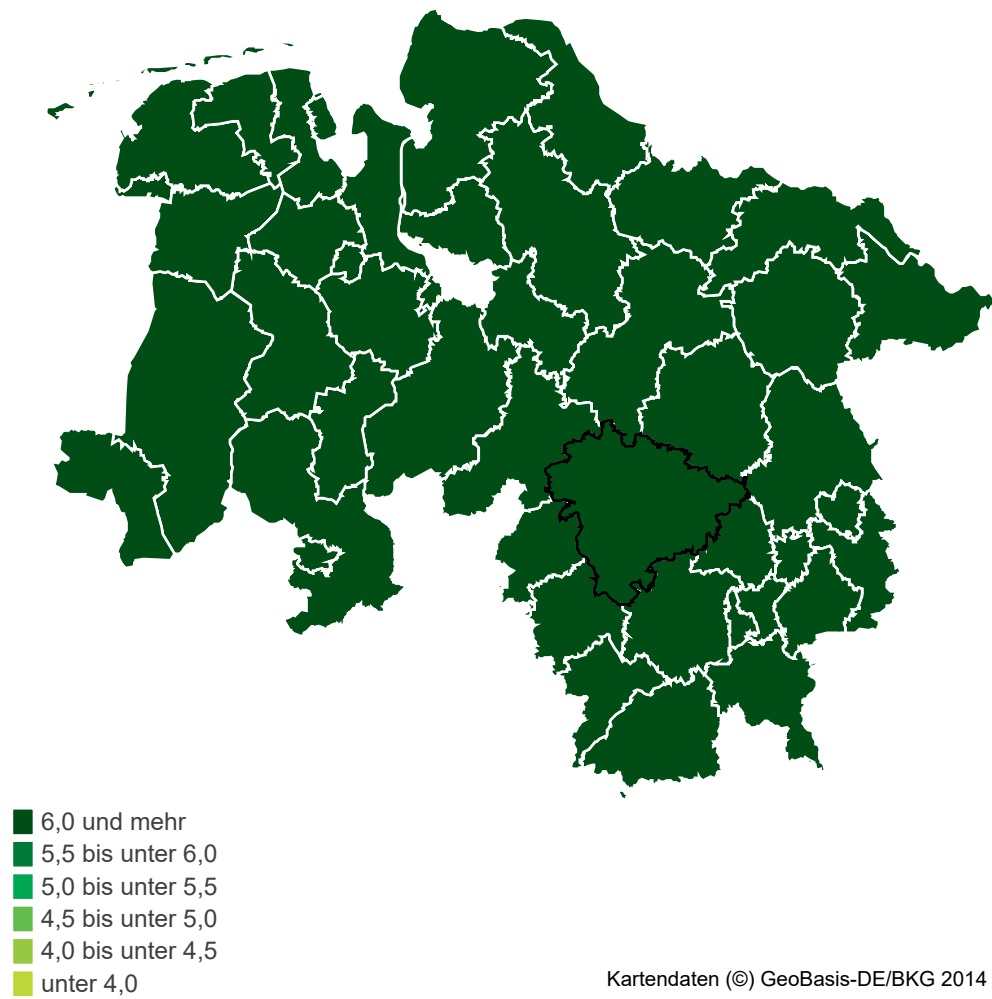 6,0 und mehr
5,5 bis unter 6,0
5,0 bis unter 5,5
4,5 bis unter 5,0
4,0 bis unter 4,5
unter 4,0
Kartendaten (©) GeoBasis-DE/BKG 2014